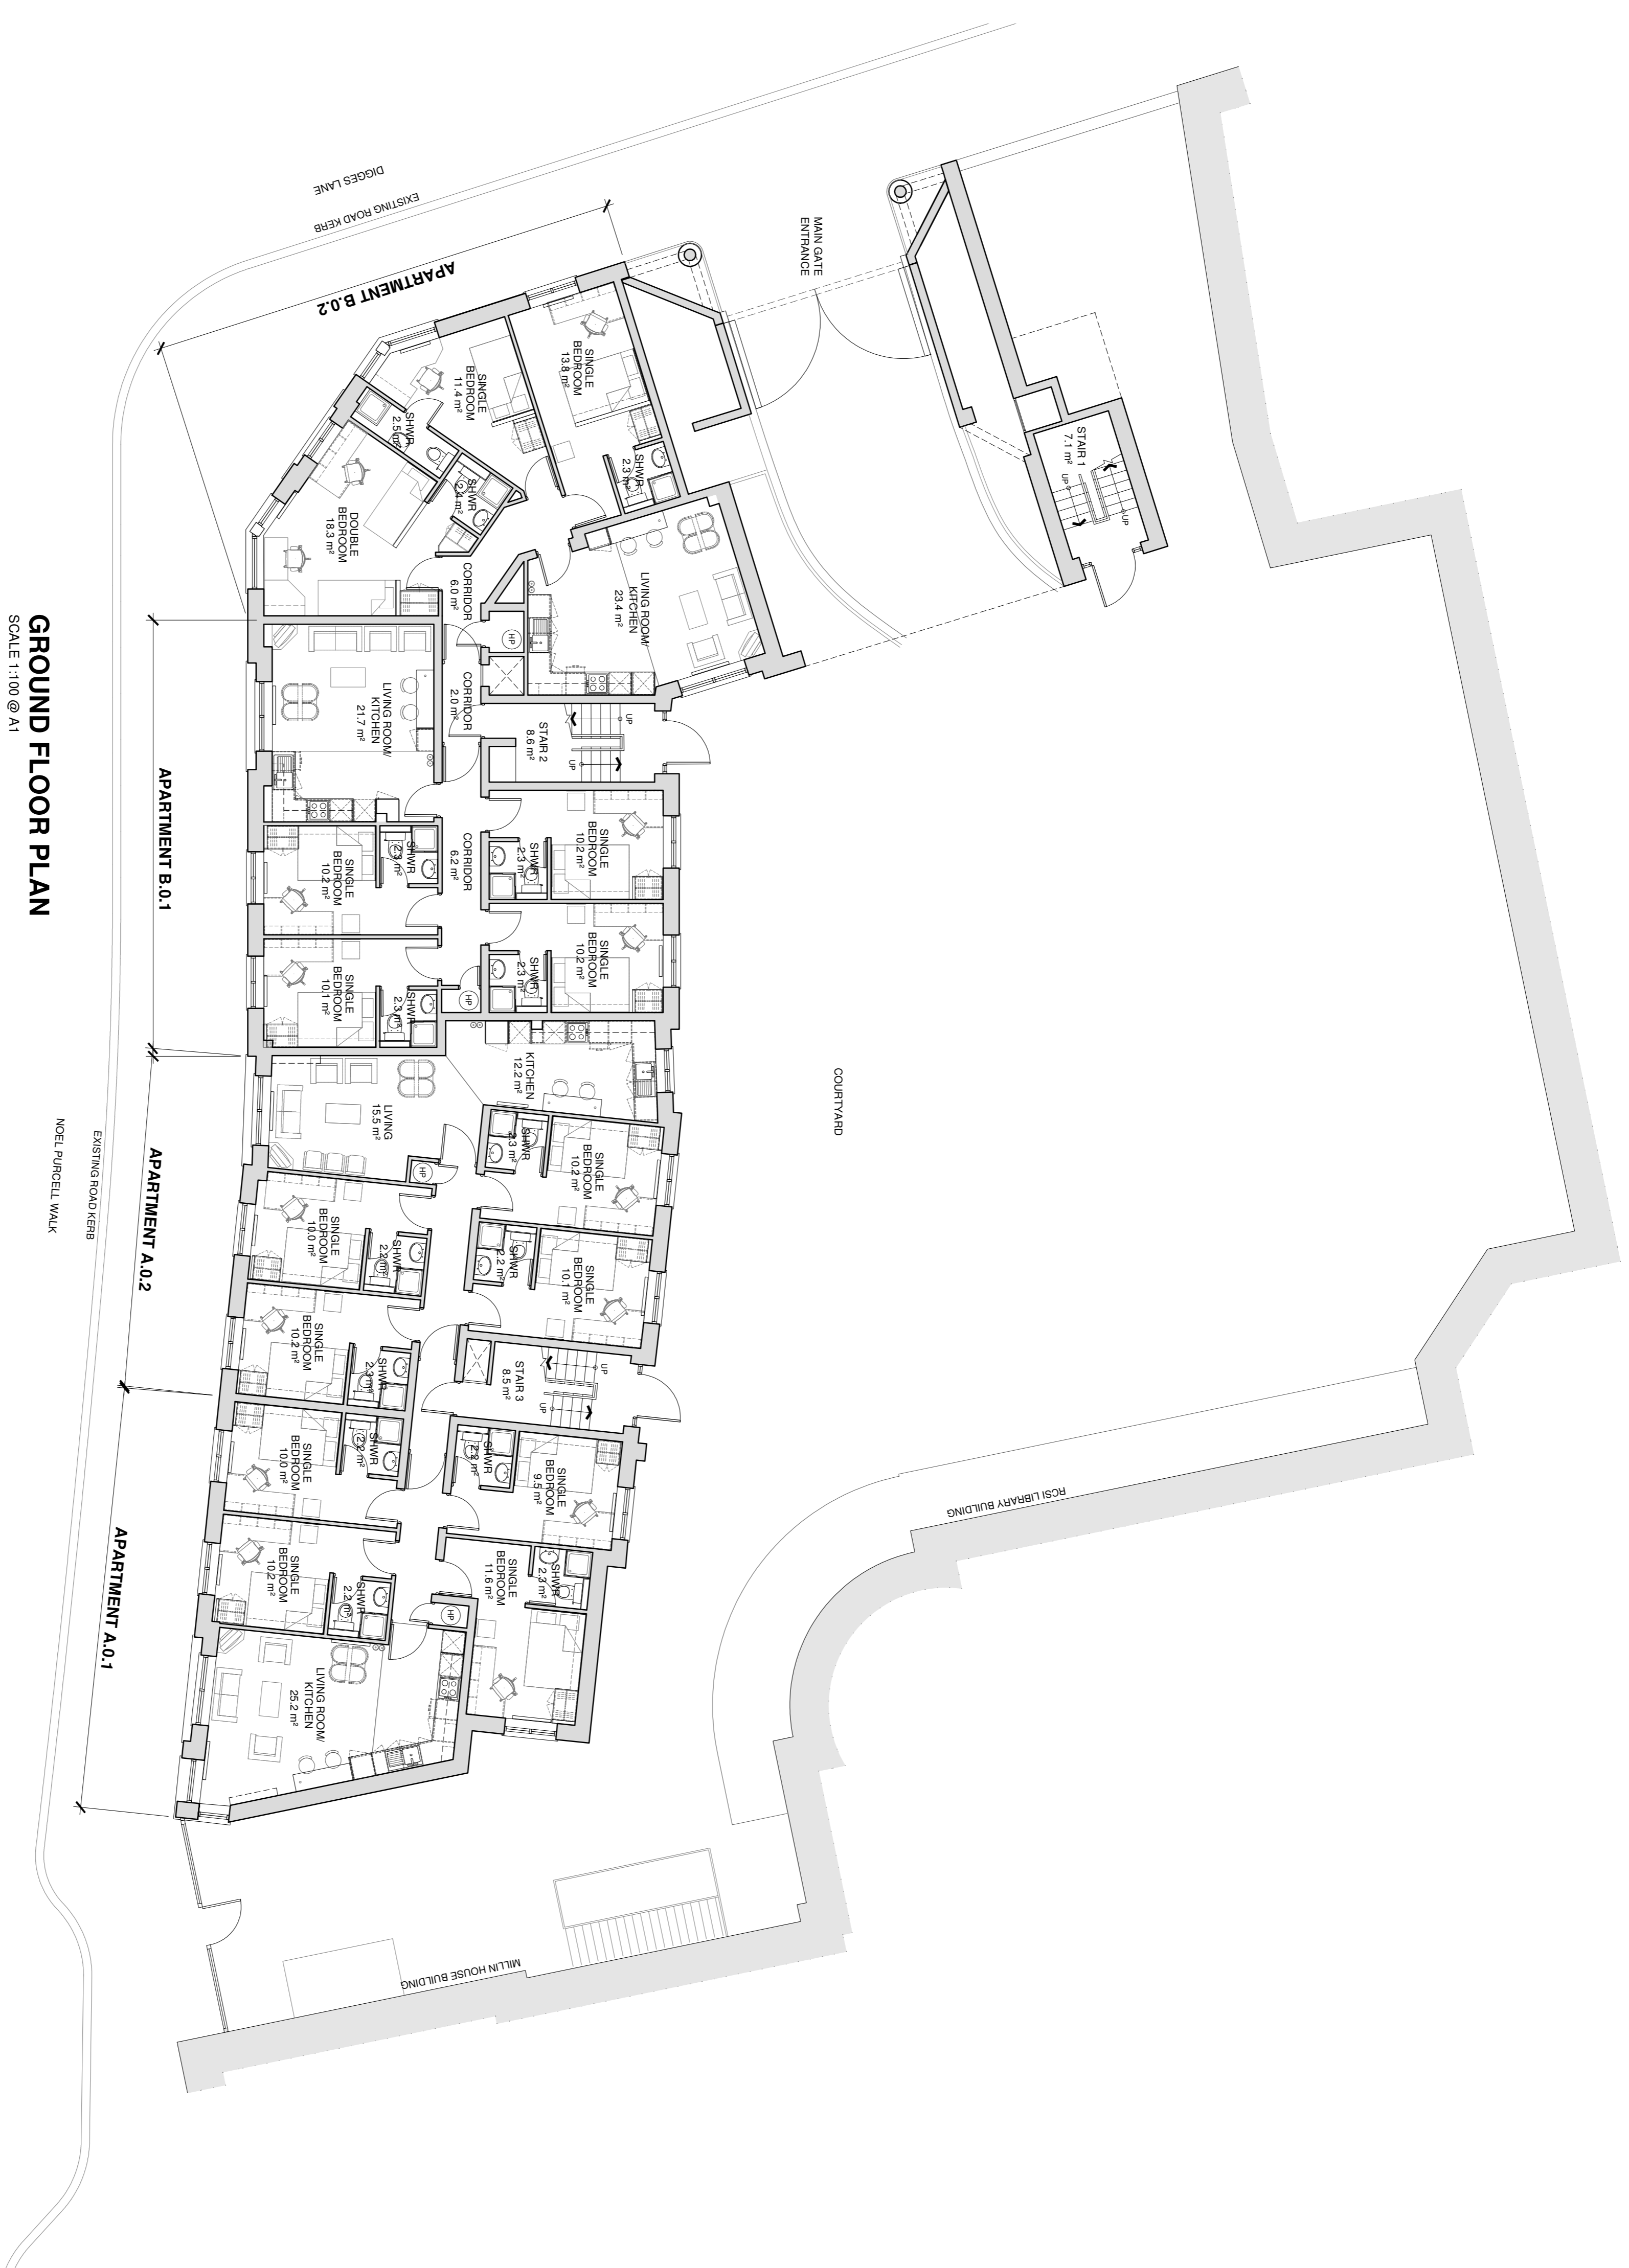 GROUND FLOOR PLAN
SCALE 1:100 @ A1
DIGGES LANE
EXISTING ROAD KERB
MAIN GATE
ENTRANCE
APARTMENT B.0.2
STAIR 1
7.1 m²
UP
UP
SINGLE
BEDROOM
13.8 m²
SINGLE
BEDROOM
11.4 m²
SHWR
2.5 m²
SHWR
2.3 m²
SHWR
2.4 m²
DOUBLE
BEDROOM
18.3 m²
CORRIDOR
6.0 m²
LIVING ROOM/
KITCHEN
23.4 m²
HP
CORRIDOR
2.0 m²
STAIR 2
8.6 m²
UP
UP
LIVING ROOM/
KITCHEN
21.7 m²
APARTMENT B.0.1
CORRIDOR
6.2 m²
SINGLE
BEDROOM
10.2 m²
SHWR
2.3 m²
SINGLE
BEDROOM
10.2 m²
SHWR
2.3 m²
SINGLE
BEDROOM
10.2 m²
SHWR
2.3 m²
SINGLE
BEDROOM
10.1 m²
SHWR
2.3 m²
HP
COURTYARD
KITCHEN
12.2 m²
LIVING
15.5 m²
HP
SHWR
2.3 m²
SINGLE
BEDROOM
10.2 m²
SINGLE
BEDROOM
10.0 m²
SHWR
2.2 m²
SHWR
2.2 m²
SINGLE
BEDROOM
10.1 m²
APARTMENT A.0.2
EXISTING ROAD KERB
NOEL PURCELL WALK
SINGLE
BEDROOM
10.2 m²
SHWR
2.3 m²
STAIR 3
8.5 m²
UP
UP
SINGLE
BEDROOM
10.0 m²
SHWR
2.2 m²
SHWR
2.2 m²
SINGLE
BEDROOM
9.5 m²
SINGLE
BEDROOM
10.2 m²
SHWR
2.2 m²
SINGLE
BEDROOM
11.6 m²
SHWR
2.3 m²
HP
APARTMENT A.0.1
LIVING ROOM/
KITCHEN
25.2 m²
RCSI LIBRARY BUILDING
MILLIN HOUSE BUILDING